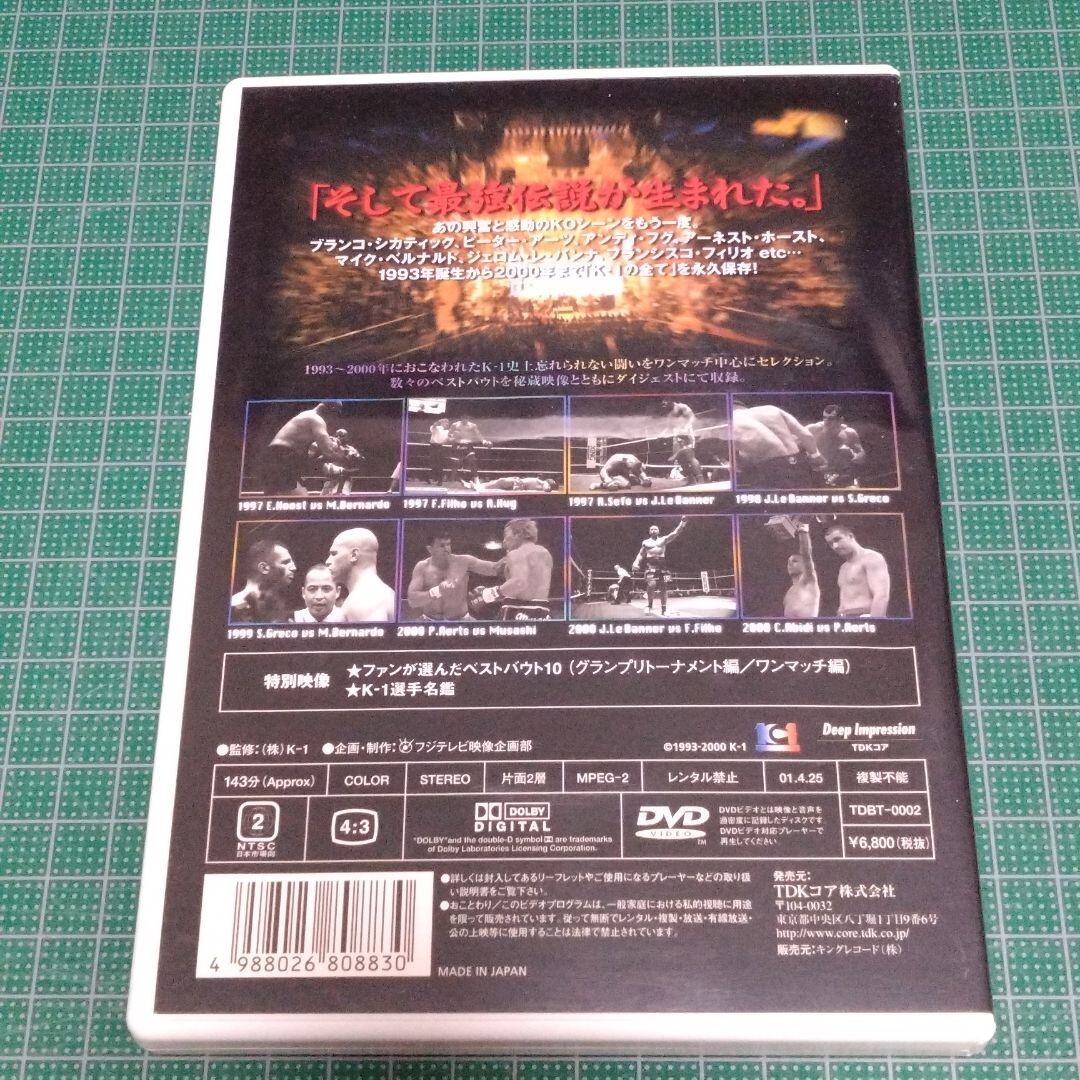 「そして最強伝説が生まれた。」
あの興奮と感動のKOシーンをもう一度。
ブランコ・シカティック、ピーター・アーツ、アンディ・フグ、アーネスト・ホースト、
マイク・ベルナルド、ジェロム・レ・バンナ、フランシスコ・フィリオ etc…
1993年誕生から2000年まで「K-1の全て」を永久保存!
1993～2000年におこなわれたK-1史上忘れられない闘いをワンマッチ中心にセレクション。
数々のベストバウトを秘蔵映像とともにダイジェストにて収録。
1997 E.Hoost vs M.Bernardo
1997 F.Filho vs A.Hug
1997 R.Sefo vs J.Le Banner
1998 J.Le Banner vs S.Greco
1999 S.Greco vs M.Bernardo
2000 P.Aerts vs Musashi
2000 J.Le Banner vs F.Filho
2000 C.Abidi vs P.Aerts
特別映像
★ファンが選んだベストバウト10（グランプリトーナメント編／ワンマッチ編）
★K-1選手名鑑
●監修：（株）K-1 ●企画・制作：フジテレビ映像企画部
©1993-2000 K-1
K-1
Deep Impression
TDKコア
143分（Approx） COLOR STEREO 片面2層 MPEG-2 レンタル禁止 01.4.25 複製不能
2
NTSC
日本市場向
4:3
DOLBY
DIGITAL
"DOLBY"and the double-D symbol are trademarks
of Dolby Laboratories Licensing Corporation.
DVD
VIDEO
TM
DVDビデオとは映像と音声を
高密度に記録したディスクです。
DVDビデオ対応プレーヤーで
再生してください。
TDBT-0002
¥6,800（税抜）
●詳しくは封入してあるリーフレットやご使用になるプレーヤーなどの取り扱
い説明書をご覧下さい。
●おことわり／このビデオプログラムは、一般家庭における私的視聴に用途
を限って販売されています。従って無断でレンタル・複製・放送・有線放送・
公の上映等に使用することは法律で禁止されています。
MADE IN JAPAN
発売元：
TDKコア株式会社
〒104-0032
東京都中央区八丁堀1丁目9番6号
http://www.core.tdk.co.jp/
販売元：キングレコード（株）
4 988026 808830